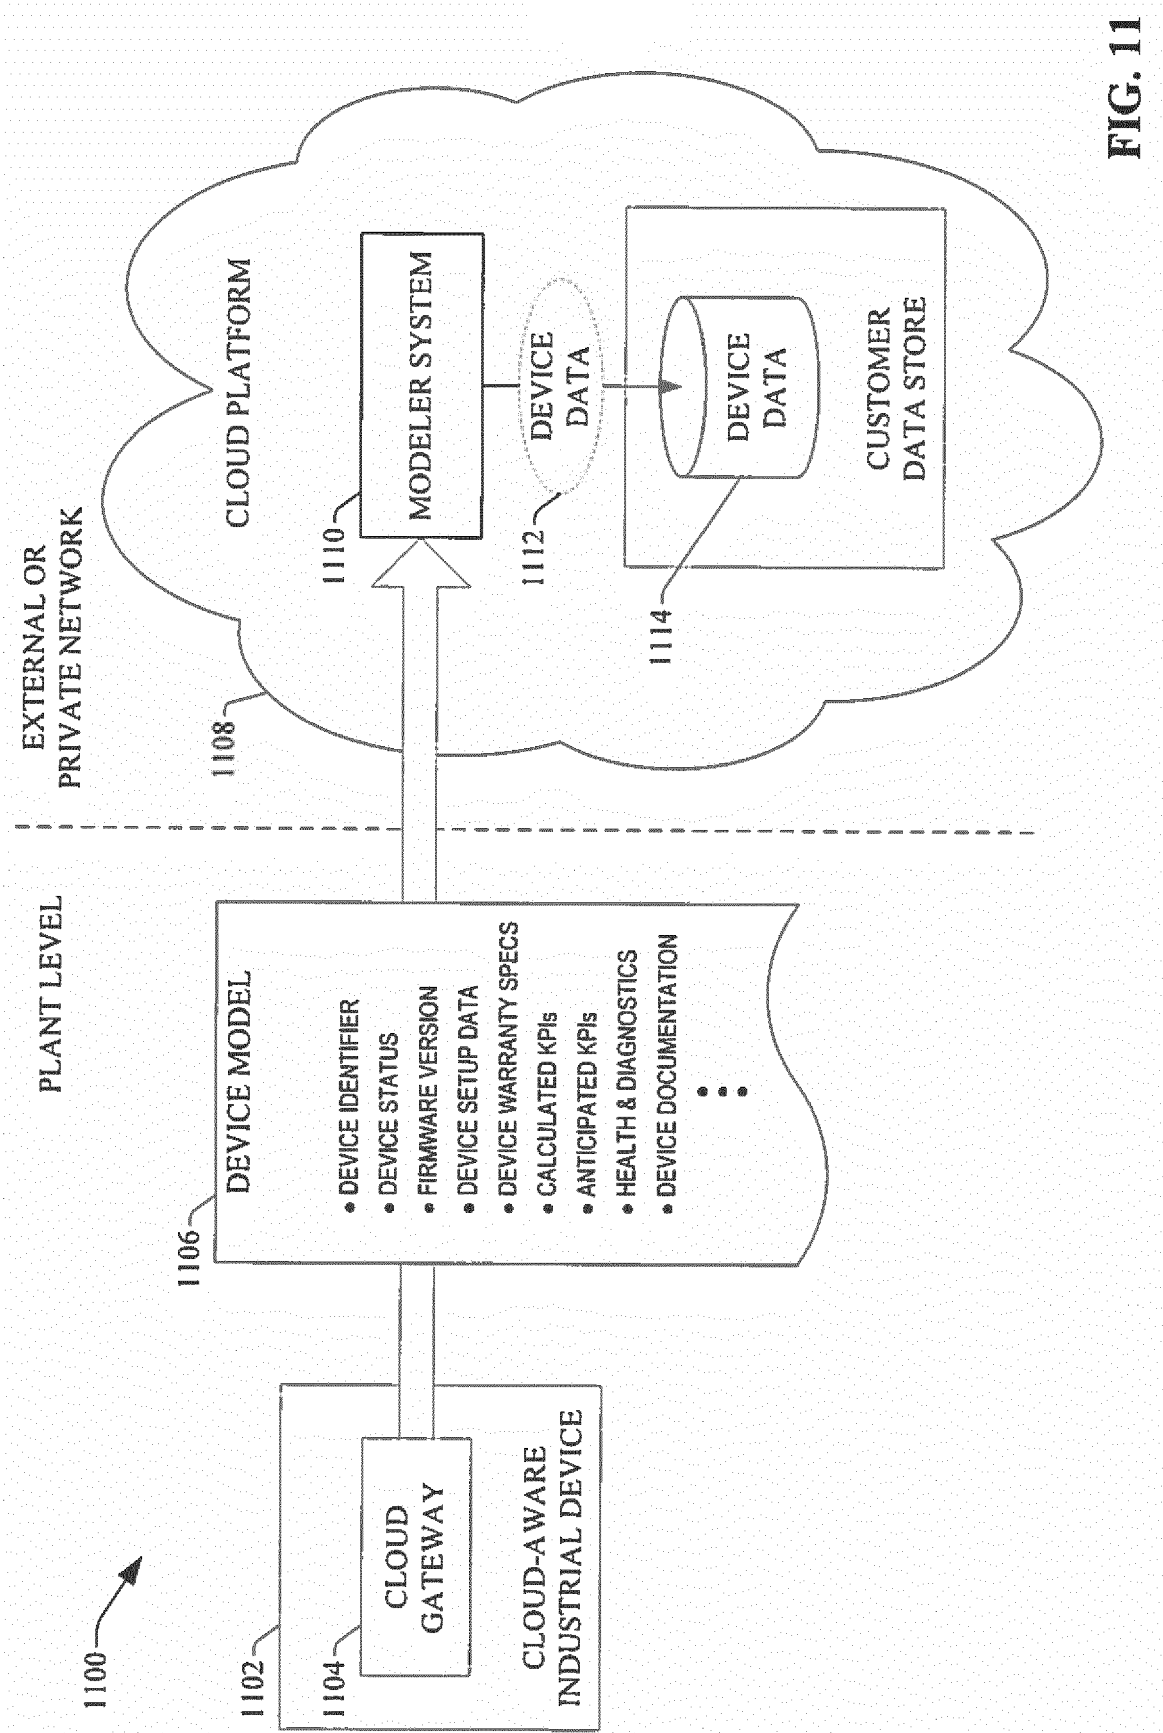 1100
PLANT LEVEL
EXTERNAL OR
PRIVATE NETWORK
1102
1104
CLOUD
GATEWAY
CLOUD-AWARE
INDUSTRIAL DEVICE
1106
DEVICE MODEL
• DEVICE IDENTIFIER
• DEVICE STATUS
• FIRMWARE VERSION
• DEVICE SETUP DATA
• DEVICE WARRANTY SPECS
• CALCULATED KPIs
• ANTICIPATED KPIs
• HEALTH & DIAGNOSTICS
• DEVICE DOCUMENTATION
1108
CLOUD PLATFORM
1110
MODELER SYSTEM
1112
DEVICE
DATA
1114
DEVICE
DATA
CUSTOMER
DATA STORE
FIG. 11